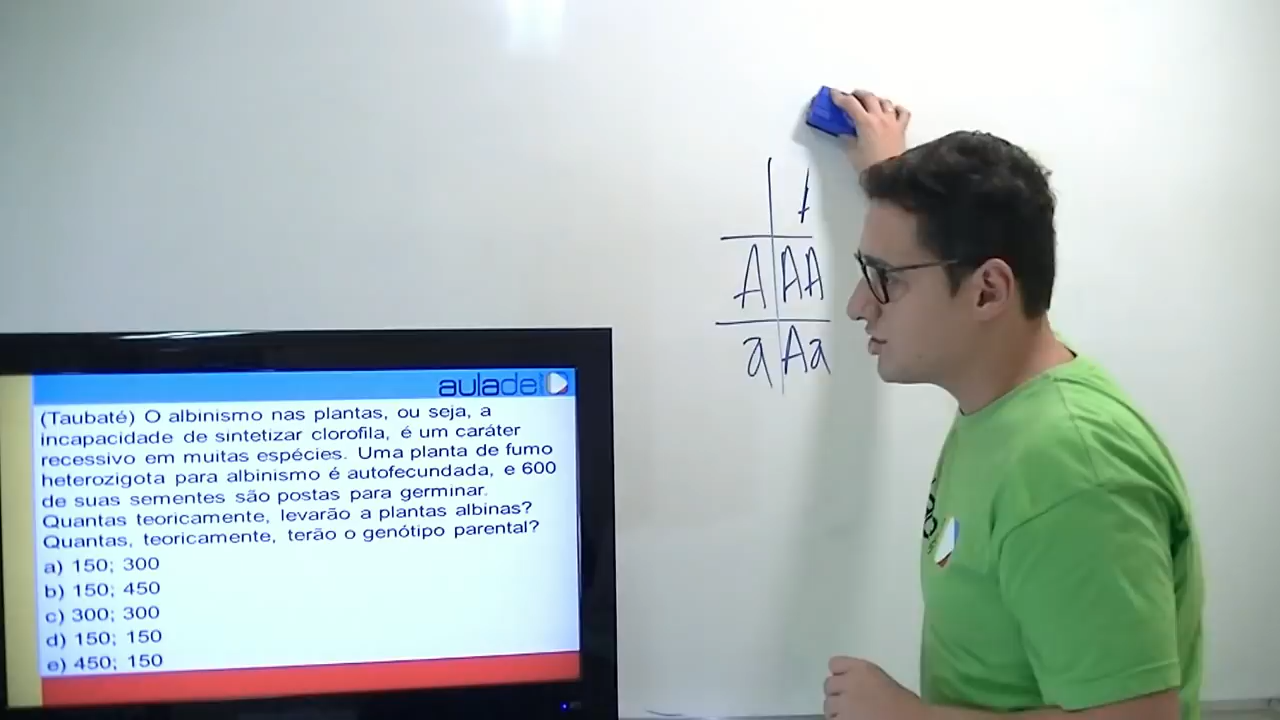 A
A AA
a Aa
aulade
(Taubaté) O albinismo nas plantas, ou seja, a
incapacidade de sintetizar clorofila, é um caráter
recessivo em muitas espécies. Uma planta de fumo
heterozigota para albinismo é autofecundada, e 600
de suas sementes são postas para germinar.
Quantas teoricamente, levarão a plantas albinas?
Quantas, teoricamente, terão o genótipo parental?
a) 150; 300
b) 150; 450
c) 300; 300
d) 150; 150
e) 450; 150